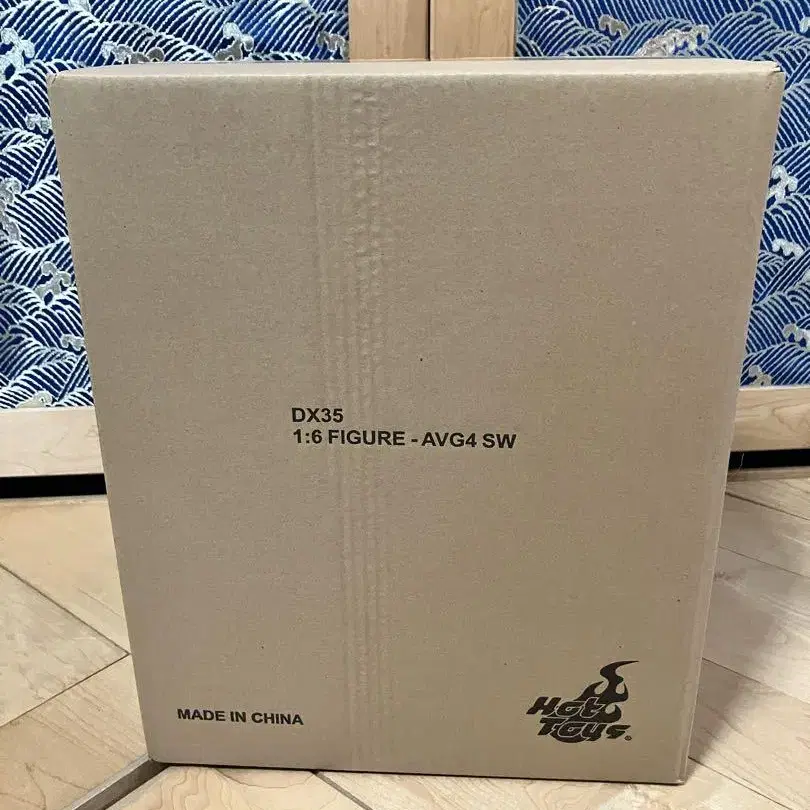 DX35
1:6 FIGURE - AVG4 SW
MADE IN CHINA
Hot
Toys®